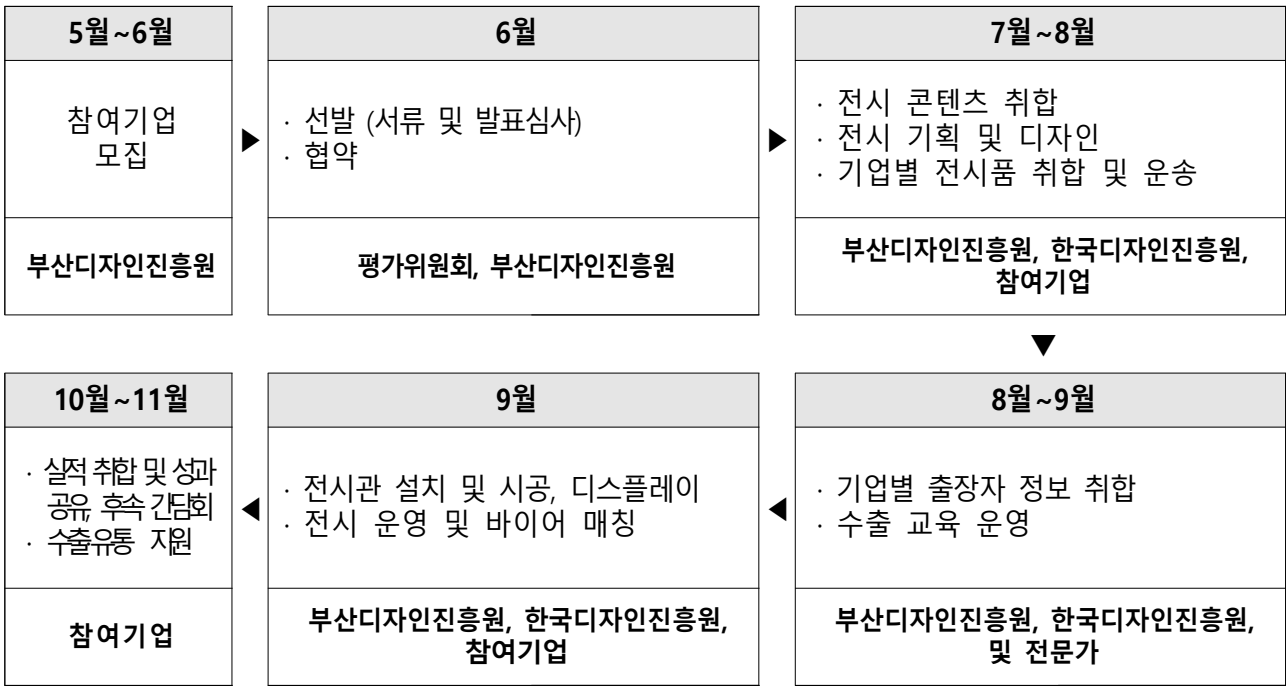 5월~6월
참여기업
모집
부산디자인진흥원
▶
6월
· 선발 (서류 및 발표심사)
· 협약
평가위원회, 부산디자인진흥원
▶
7월~8월
· 전시 콘텐츠 취합
· 전시 기획 및 디자인
· 기업별 전시품 취합 및 운송
부산디자인진흥원, 한국디자인진흥원,
참여기업
▼
8월~9월
· 기업별 출장자 정보 취합
· 수출 교육 운영
부산디자인진흥원, 한국디자인진흥원,
및 전문가
◀
9월
· 전시관 설치 및 시공, 디스플레이
· 전시 운영 및 바이어 매칭
부산디자인진흥원, 한국디자인진흥원,
참여기업
◀
10월~11월
· 실적 취합 및 성과
공유, 후속 간담회
· 수출유통 지원
참여기업